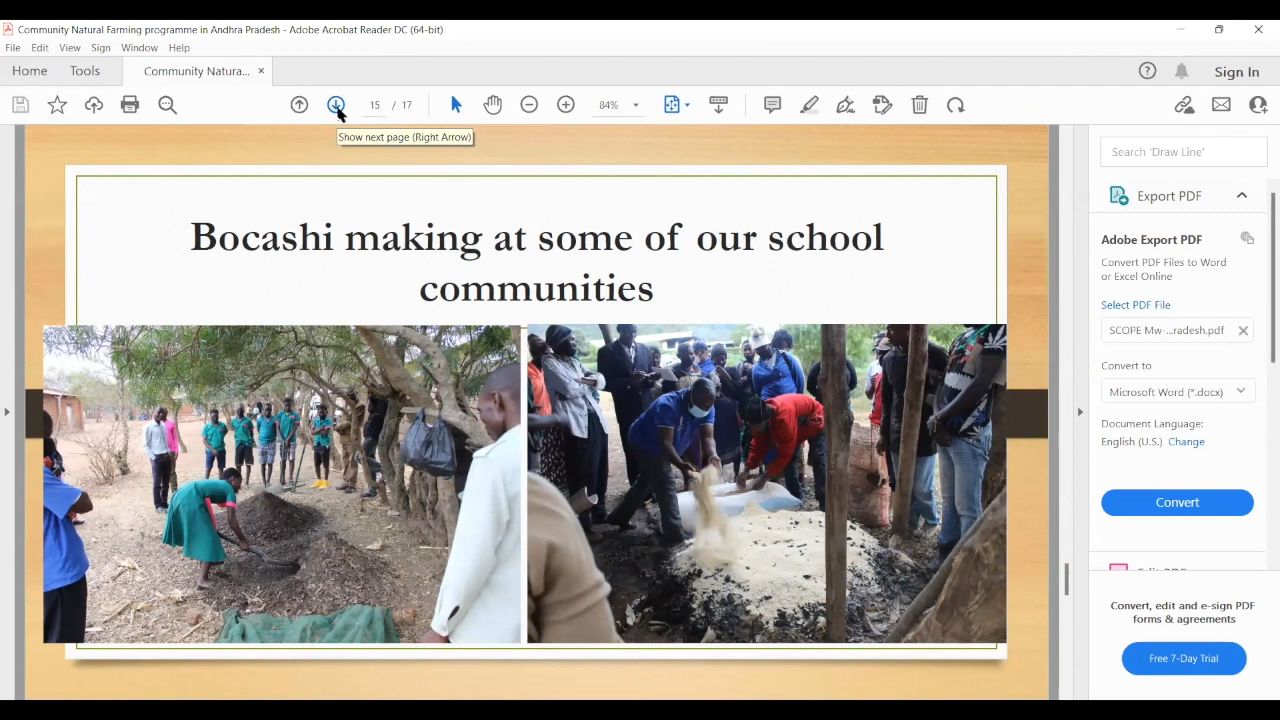 Community Natural Farming programme in Andhra Pradesh - Adobe Acrobat Reader DC (64-bit)
File Edit View Sign Window Help
Home Tools Community Natura... ×
Sign In
15 / 17 84%
Show next page (Right Arrow)
Bocashi making at some of our school
communities
Search 'Draw Line'
Export PDF
Adobe Export PDF
Convert PDF Files to Word
or Excel Online
Select PDF File
SCOPE Mw-...radesh.pdf
Convert to
Microsoft Word (*.docx)
Document Language:
English (U.S.) Change
Convert
Convert, edit and e-sign PDF
forms & agreements
Free 7-Day Trial